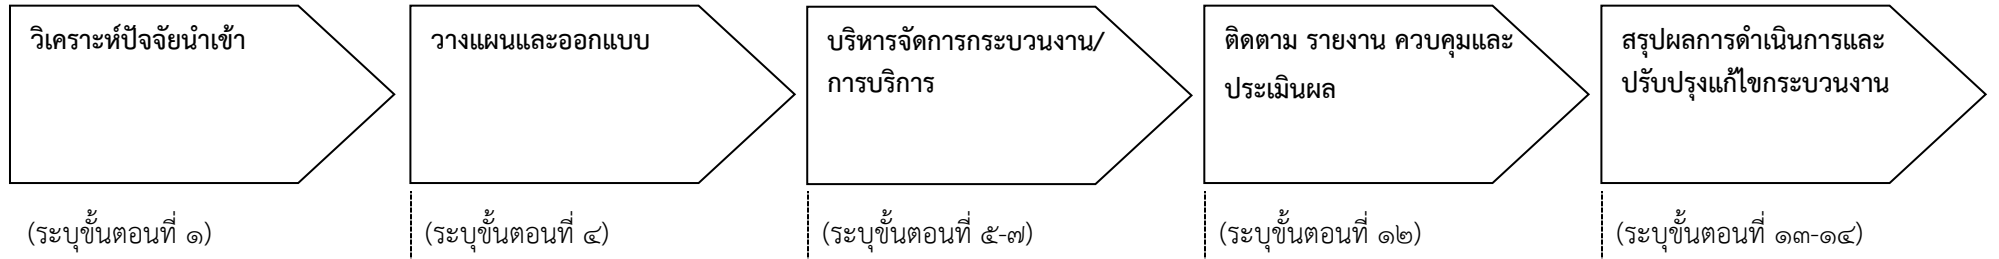 วิเคราะห์ปัจจัยนำเข้า
(ระบุขั้นตอนที่ ๑)
วางแผนและออกแบบ
(ระบุขั้นตอนที่ ๔)
บริหารจัดการกระบวนงาน/
การบริการ
(ระบุขั้นตอนที่ ๕-๗)
ติดตาม รายงาน ควบคุมและ
ประเมินผล
(ระบุขั้นตอนที่ ๑๒)
สรุปผลการดำเนินการและ
ปรับปรุงแก้ไขกระบวนงาน
(ระบุขั้นตอนที่ ๑๓-๑๔)